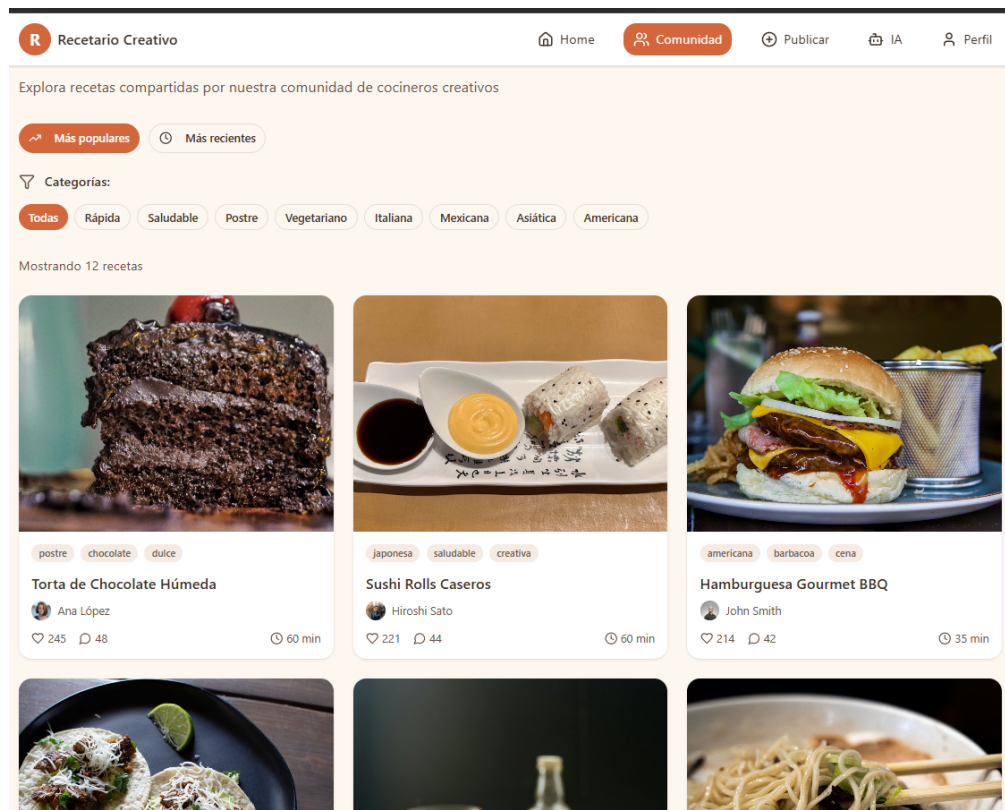 R Recetario Creativo Home Comunidad Publicar IA Perfil
Explora recetas compartidas por nuestra comunidad de cocineros creativos
Más populares Más recientes
Categorías:
Todas Rápida Saludable Postre Vegetariano Italiana Mexicana Asiática Americana
Mostrando 12 recetas
postre chocolate dulce
Torta de Chocolate Húmeda
Ana López
245 48 60 min
japonesa saludable creativa
Sushi Rolls Caseros
Hiroshi Sato
221 44 60 min
americana barbacoa cena
Hamburguesa Gourmet BBQ
John Smith
214 42 35 min